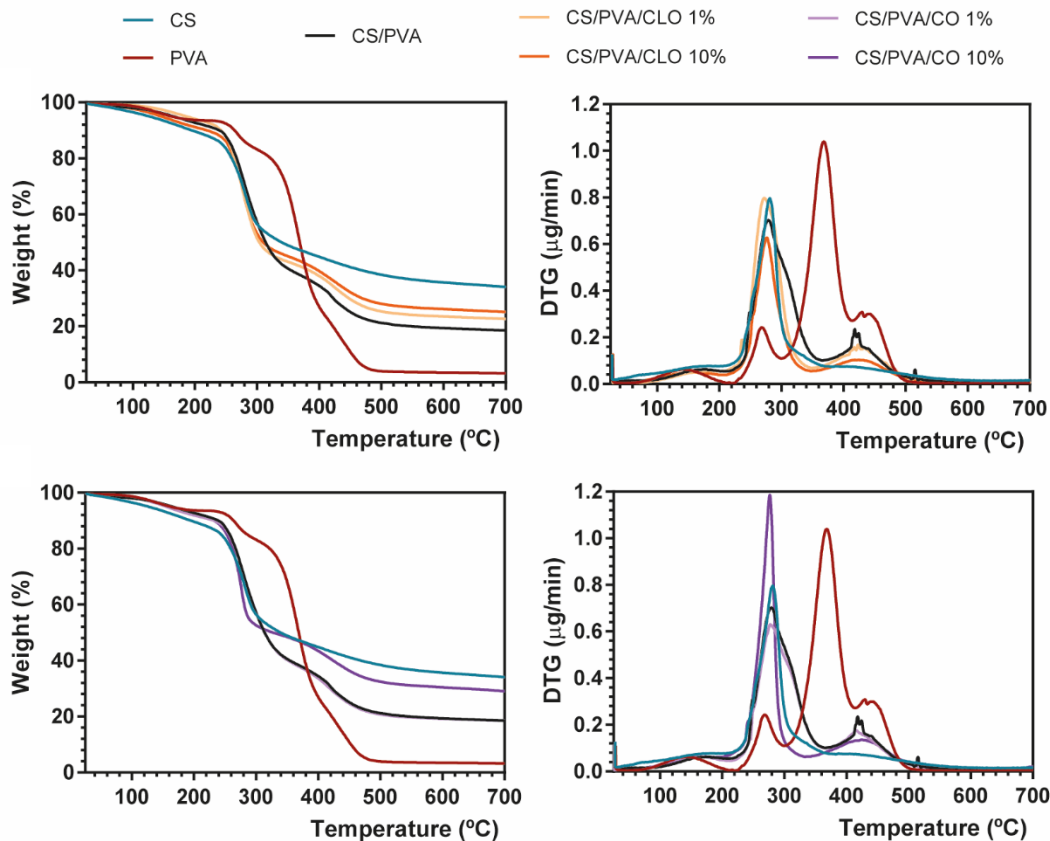 CS
PVA
CS/PVA
CS/PVA/CLO 1%
CS/PVA/CLO 10%
CS/PVA/CO 1%
CS/PVA/CO 10%
Weight (%)
100
80
60
40
20
0
100 200 300 400 500 600 700
Temperature (ºC)
DTG (µg/min)
1.2
1.0
0.8
0.6
0.4
0.2
0.0
100 200 300 400 500 600 700
Temperature (ºC)
Weight (%)
100
80
60
40
20
0
100 200 300 400 500 600 700
Temperature (ºC)
DTG (µg/min)
1.2
1.0
0.8
0.6
0.4
0.2
0.0
100 200 300 400 500 600 700
Temperature (ºC)